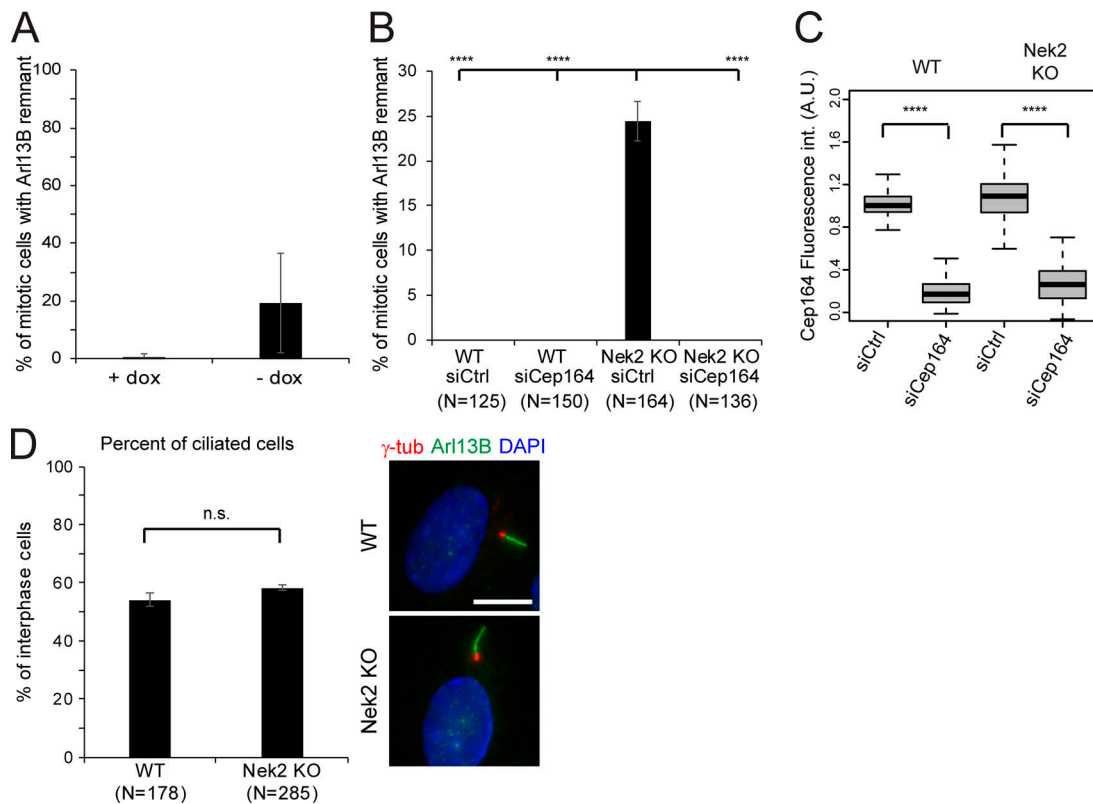 A
% of mitotic cells with Arl13B remnant
100
80
60
40
20
0
+ dox
- dox
B
% of mitotic cells with Arl13B remnant
30
25
20
15
10
5
0
****
****
****
WT
siCtrl
(N=125)
WT
siCep164
(N=150)
Nek2 KO
siCtrl
(N=164)
Nek2 KO
siCep164
(N=136)
C
WT
Nek2
KO
Cep164 Fluorescence int. (A.U.)
2.0
1.6
1.2
0.8
0.4
0.0
****
****
siCtrl
siCep164
siCtrl
siCep164
D
Percent of ciliated cells
% of interphase cells
100
80
60
40
20
0
n.s.
WT
(N=178)
Nek2 KO
(N=285)
γ-tub Arl13B DAPI
WT
Nek2 KO